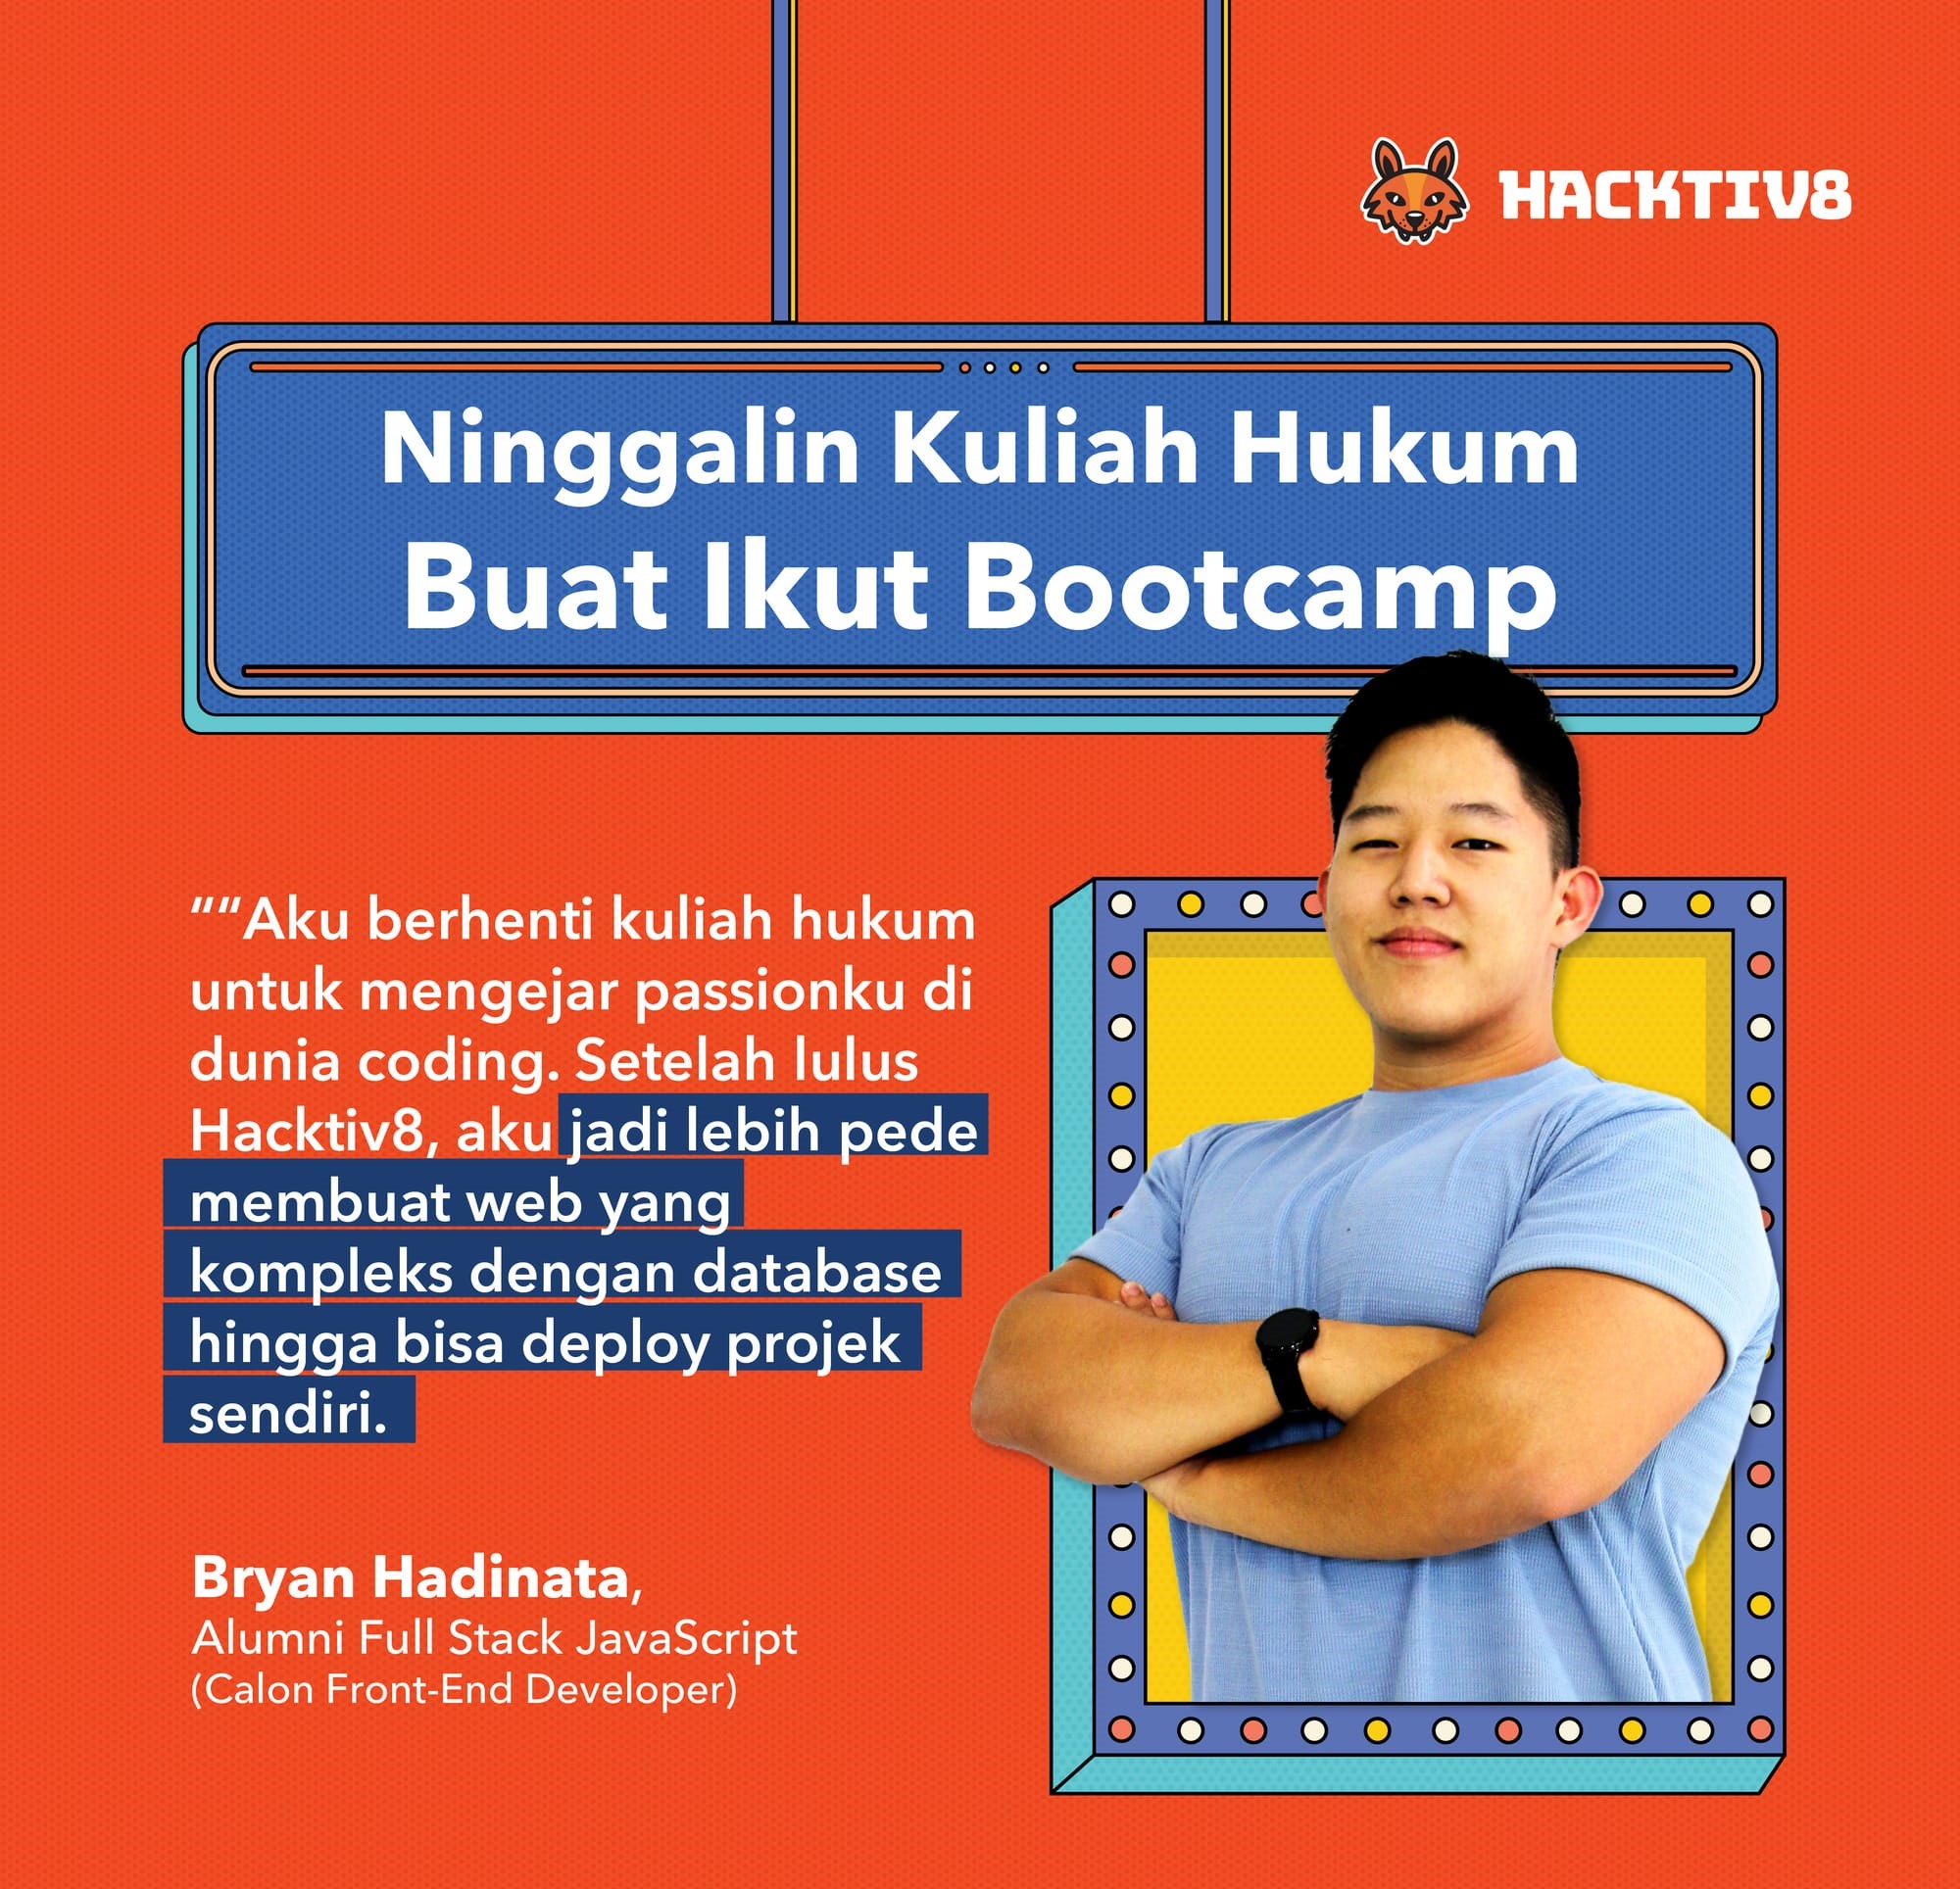 HACKTIV8
Ninggalin Kuliah Hukum
Buat Ikut Bootcamp
““Aku berhenti kuliah hukum
untuk mengejar passionku di
dunia coding. Setelah lulus
Hacktiv8, aku jadi lebih pede
membuat web yang
kompleks dengan database
hingga bisa deploy projek
sendiri.
Bryan Hadinata,
Alumni Full Stack JavaScript
(Calon Front-End Developer)